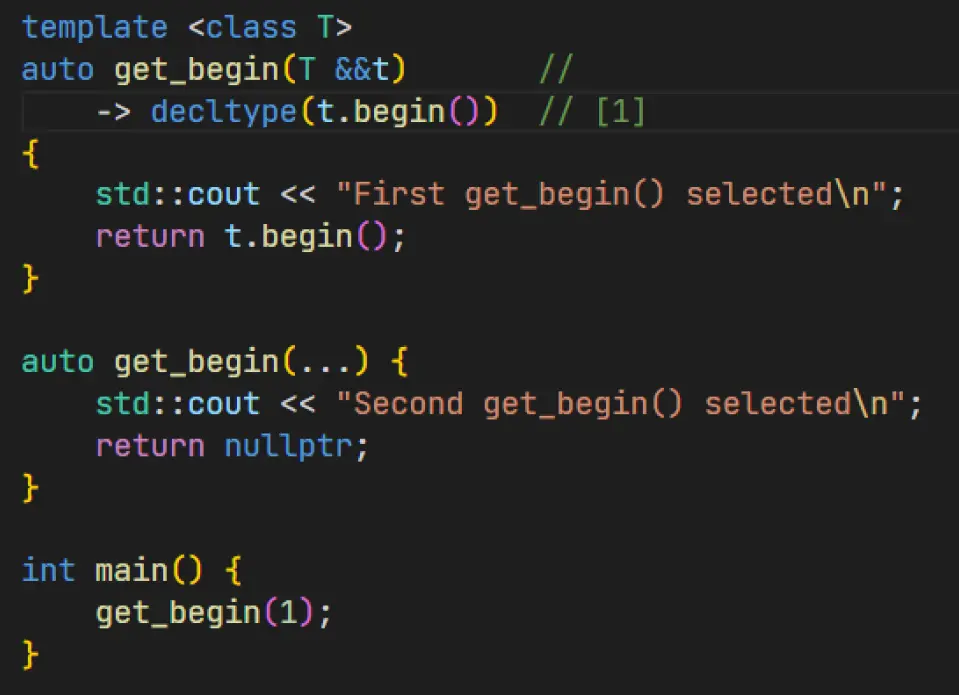 template <class T>
auto get_begin(T &&t)       //
    -> decltype(t.begin())  // [1]
{
    std::cout << "First get_begin() selected\n";
    return t.begin();
}
auto get_begin(...) {
    std::cout << "Second get_begin() selected\n";
    return nullptr;
}
int main() {
    get_begin(1);
}